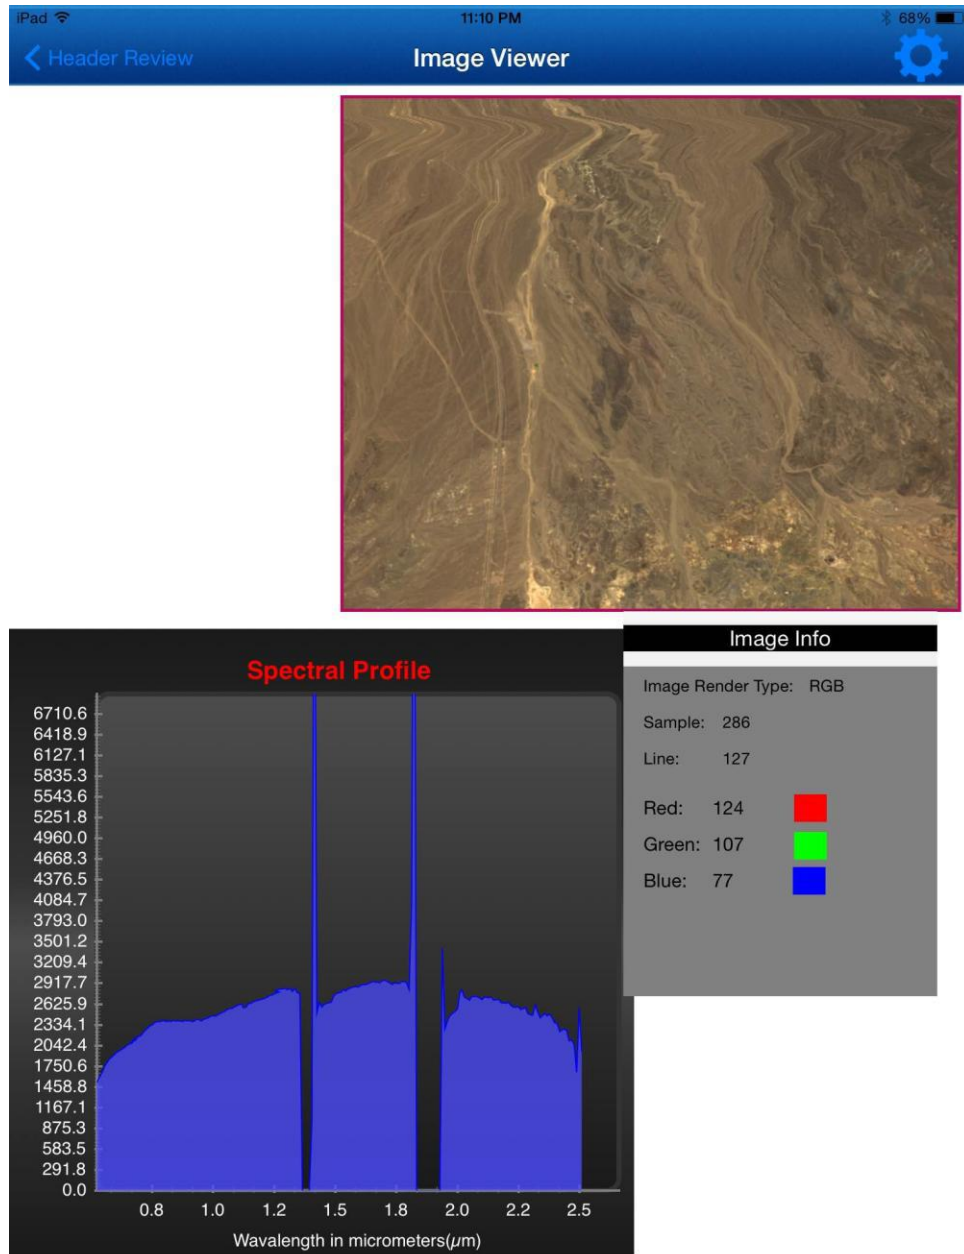 iPad 11:10 PM 68%
Header Review Image Viewer
Image Info
Image Render Type: RGB
Sample: 286
Line: 127
Red: 124
Green: 107
Blue: 77
Spectral Profile
6710.6
6418.9
6127.1
5835.3
5543.6
5251.8
4960.0
4668.3
4376.5
4084.7
3793.0
3501.2
3209.4
2917.7
2625.9
2334.1
2042.4
1750.6
1458.8
1167.1
875.3
583.5
291.8
0.0
0.8 1.0 1.2 1.5 1.8 2.0 2.2 2.5
Wavalength in micrometers(μm)